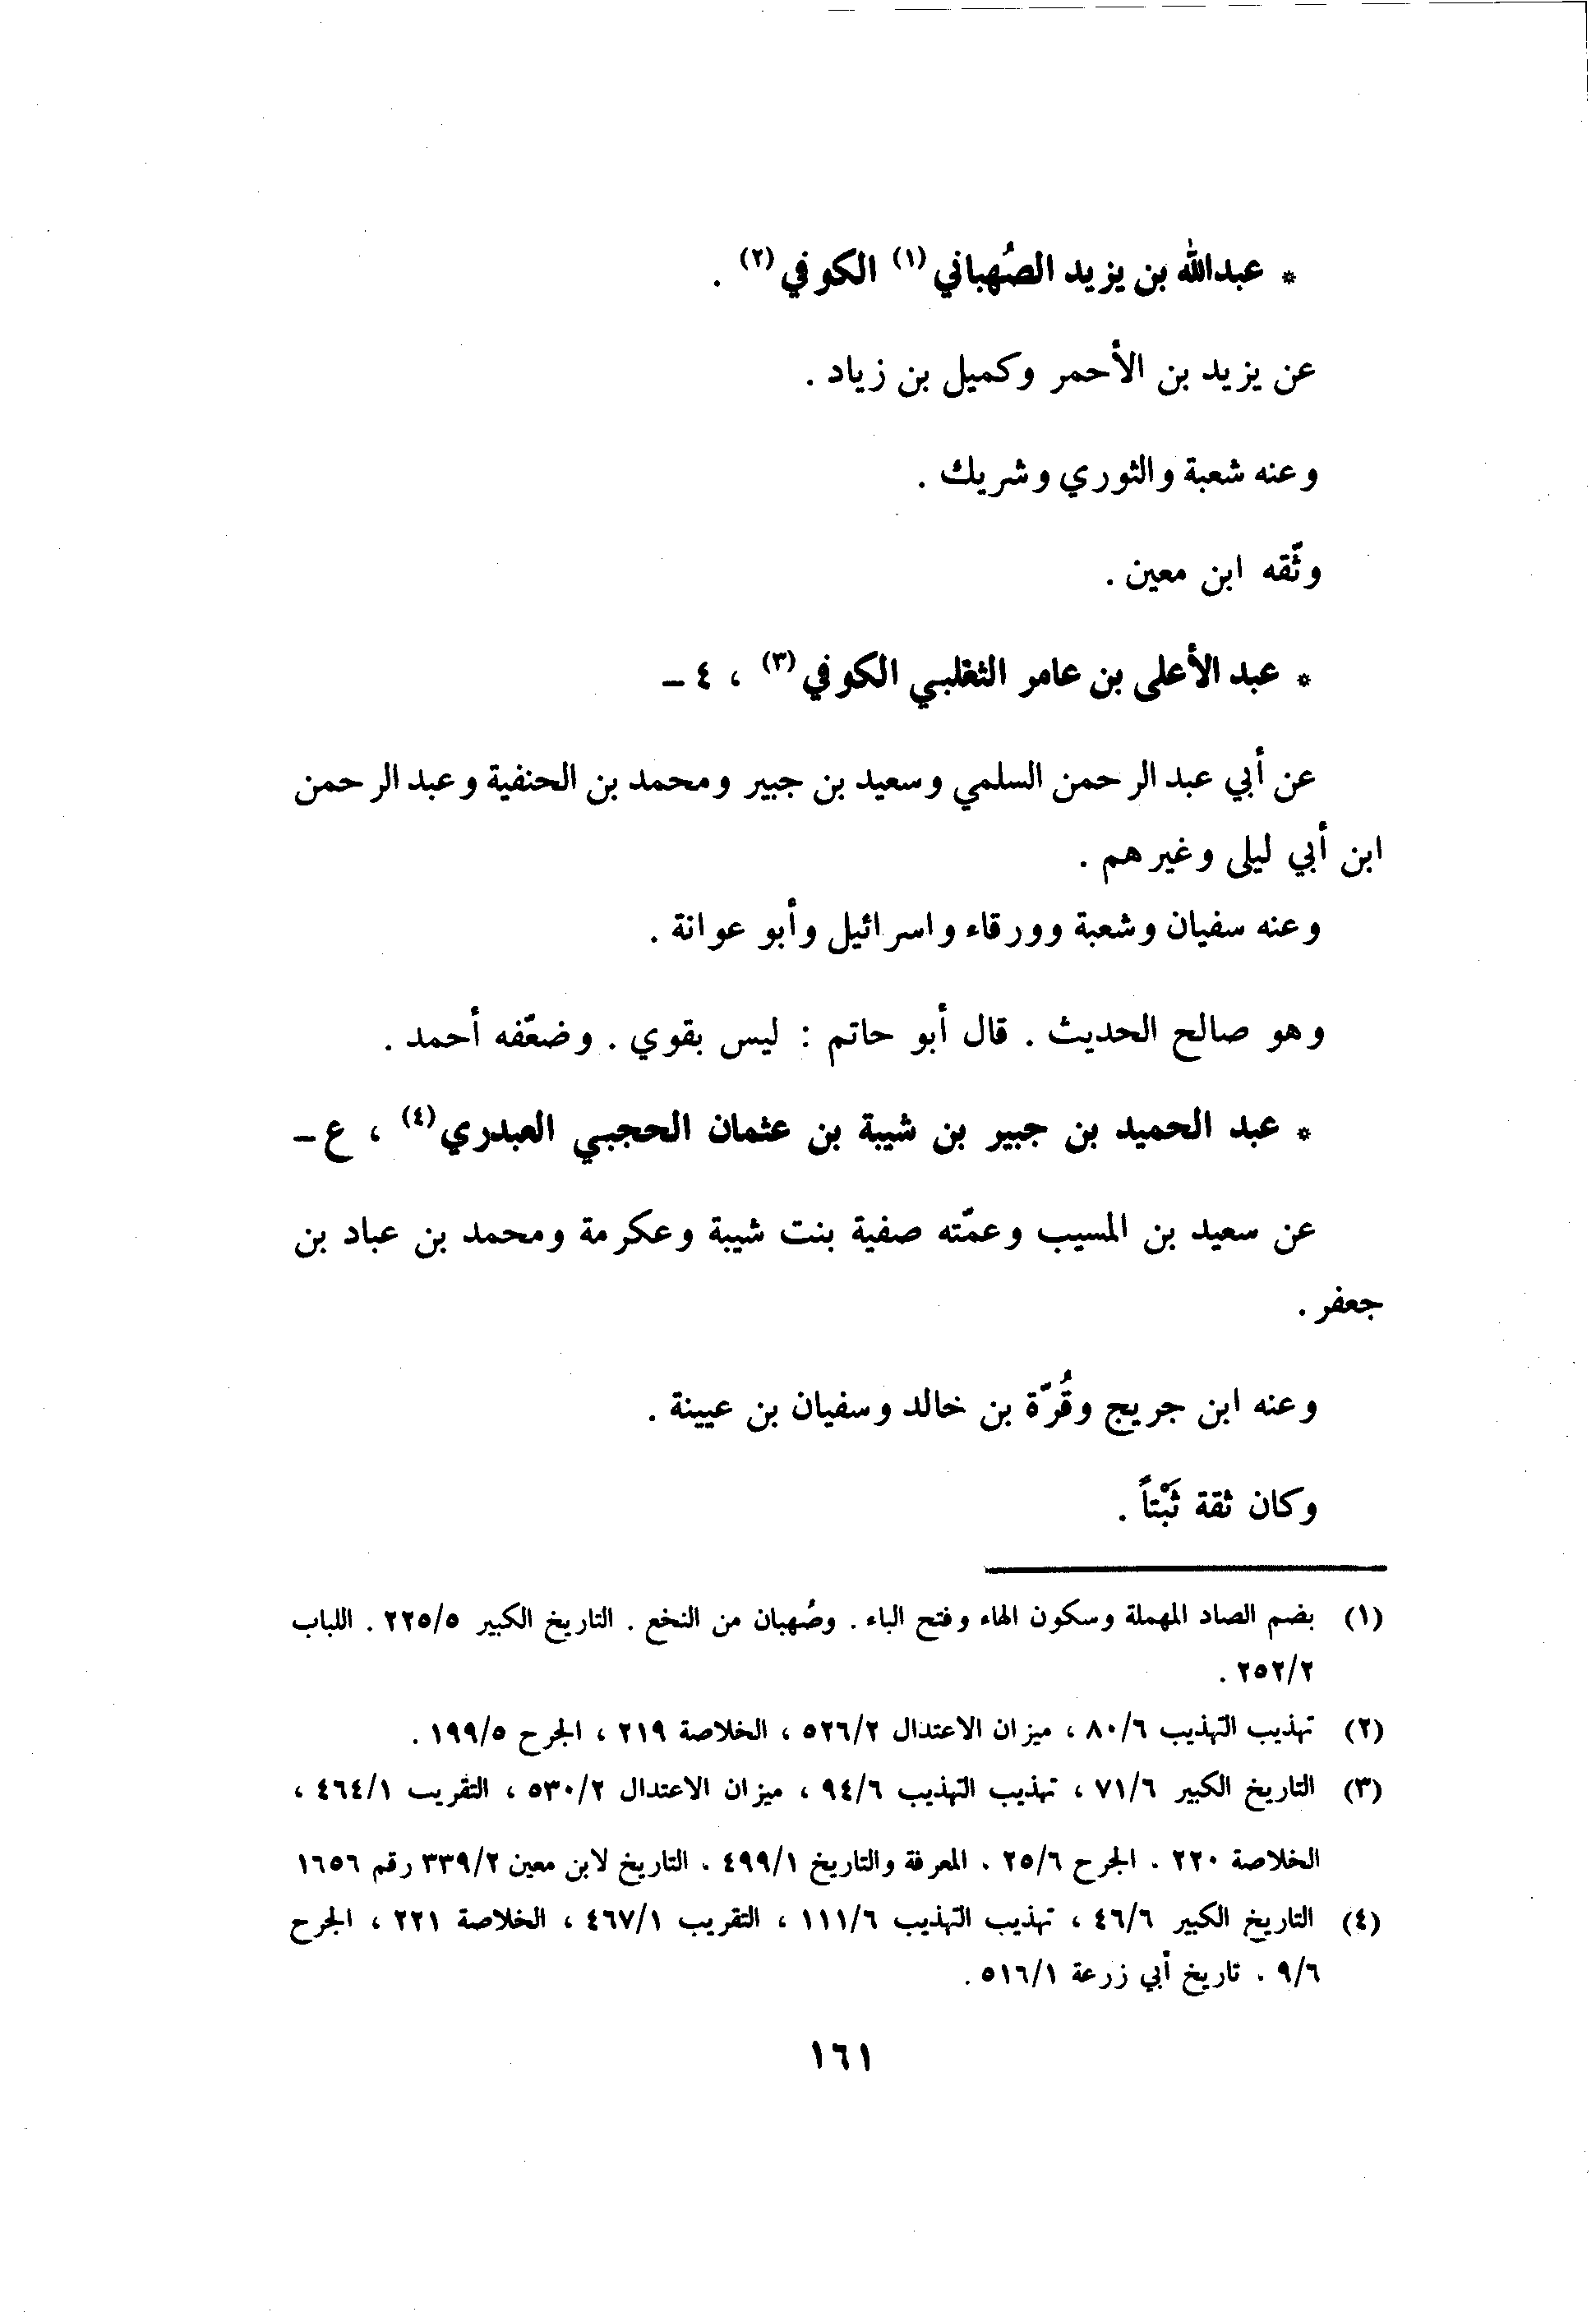 * عبدالله بن يزيد الصُهباني (١) الكوفي (٢) .
عن يزيد بن الأحمر وكميل بن زياد .
وعنه شعبة والثوري وشريك .
وثّقه ابن معين .
* عبد الأعلى بن عامر الثغلبي الكوفي (٣) ، ٤ –
عن أبي عبد الرحمن السلمي وسعيد بن جبير ومحمد بن الحنفية وعبد الرحمن
ابن أبي ليلى وغيرهم .
وعنه سفيان وشعبة وورقاء واسرائيل وأبو عوانة .
وهو صالح الحديث . قال أبو حاتم : ليس بقوي . وضعّفه أحمد .
* عبد الحميد بن جبير بن شيبة بن عثمان الحجبي العبدري (٤) ، ع –
عن سعيد بن المسيب وعمّته صفية بنت شيبة وعكرمة ومحمد بن عباد بن
جعفر .
وعنه ابن جريج وقُرّة بن خالد وسفيان بن عيينة .
وكان ثقة ثَبْتاً .
(١) بضم الصاد المهملة وسكون الهاء وفتح الباء . وصُهبان من النخع . التاريخ الكبير ٢٢٥/٥ . اللباب
٢٥٢/٢ .
(٢) تهذيب التهذيب ٨٠/٦ ، ميزان الاعتدال ٥٢٦/٢ ، الخلاصة ٢١٩ ، الجرح ١٩٩/٥ .
(٣) التاريخ الكبير ٧١/٦ ، تهذيب التهذيب ٩٤/٦ ، ميزان الاعتدال ٥٣٠/٢ ، التقريب ٤٦٤/١ ،
الخلاصة ٢٢٠ . الجرح ٢٥/٦ . المعرفة والتاريخ ٤٩٩/١ . التاريخ لابن معين ٣٣٩/٢ رقم ١٦٥٦
(٤) التاريخ الكبير ٤٦/٦ ، تهذيب التهذيب ١١١/٦ ، التقريب ٤٦٧/١ ، الخلاصة ٢٢١ ، الجرح
٩/٦ . تاريخ أبي زرعة ٥١٦/١ .
١٦١